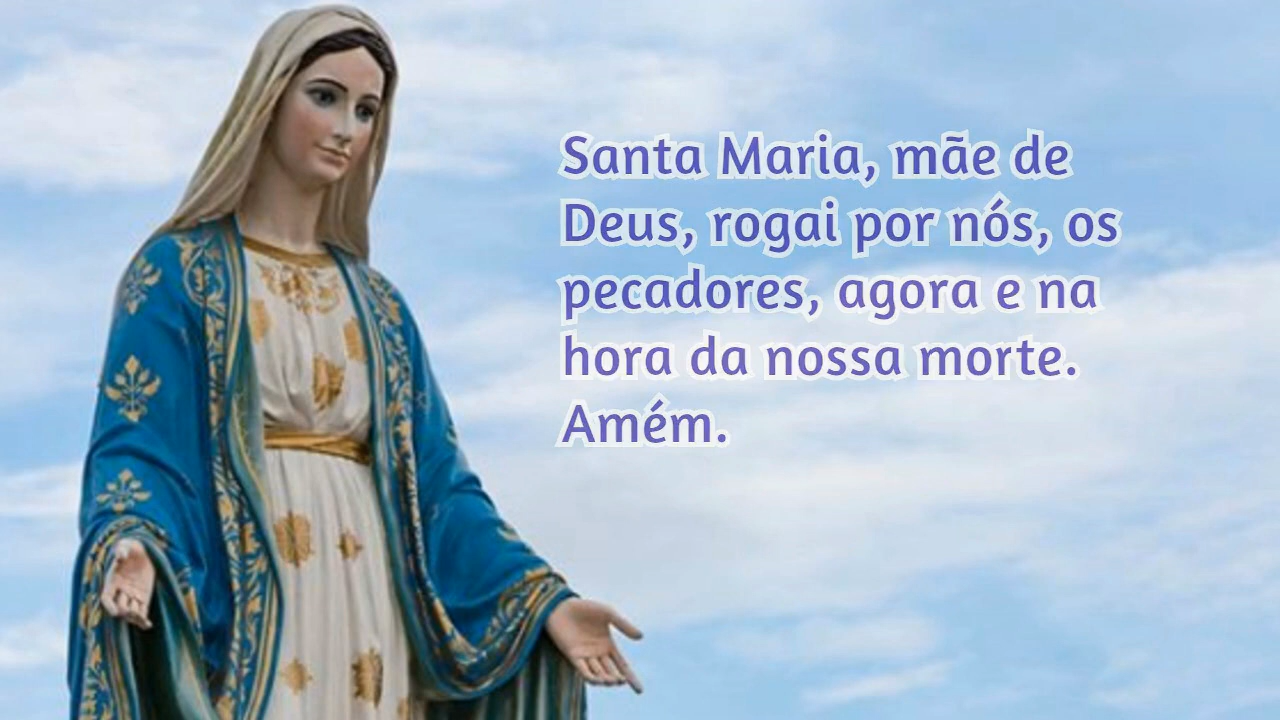 Santa Maria, mãe de
Deus, rogai por nós, os
pecadores, agora e na
hora da nossa morte.
Amém.